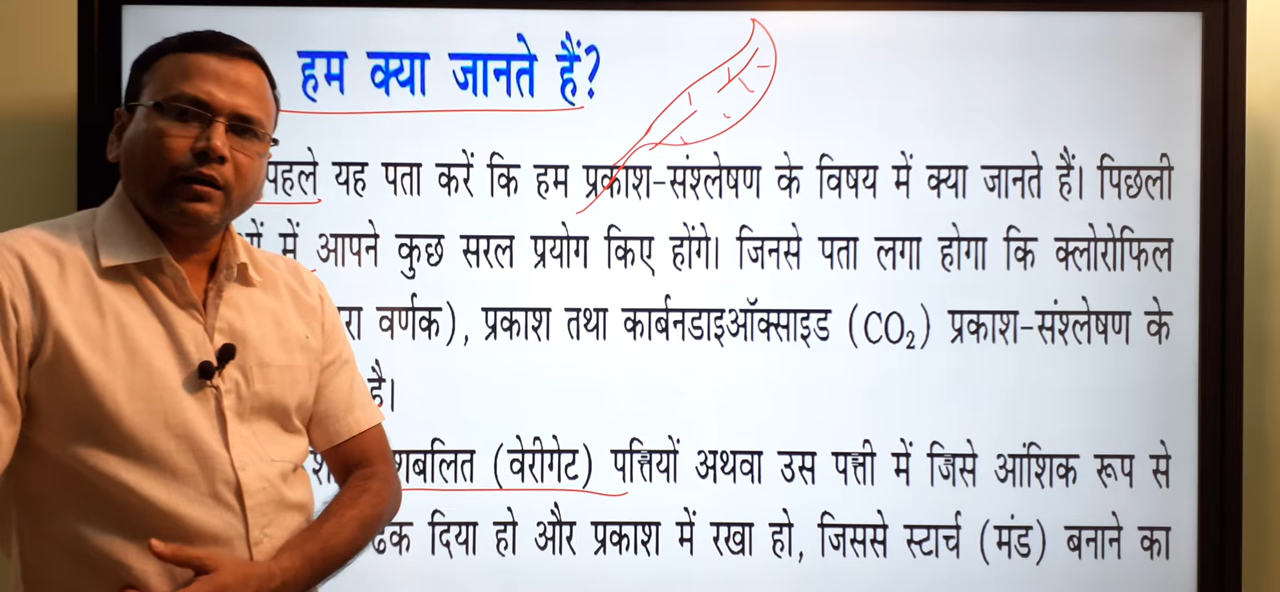 हम क्या जानते हैं?
पहले यह पता करें कि हम प्रकाश-संश्लेषण के विषय में क्या जानते हैं। पिछली
में आपने कुछ सरल प्रयोग किए होंगे। जिनसे पता लगा होगा कि क्लोरोफिल
वर्णक), प्रकाश तथा कार्बनडाइऑक्साइड (CO₂) प्रकाश-संश्लेषण के
है।
(वेरीगेट) पत्तियों अथवा उस पत्ती में जिसे आंशिक रूप से
ढक दिया हो और प्रकाश में रखा हो, जिससे स्टार्च (मंड) बनाने का